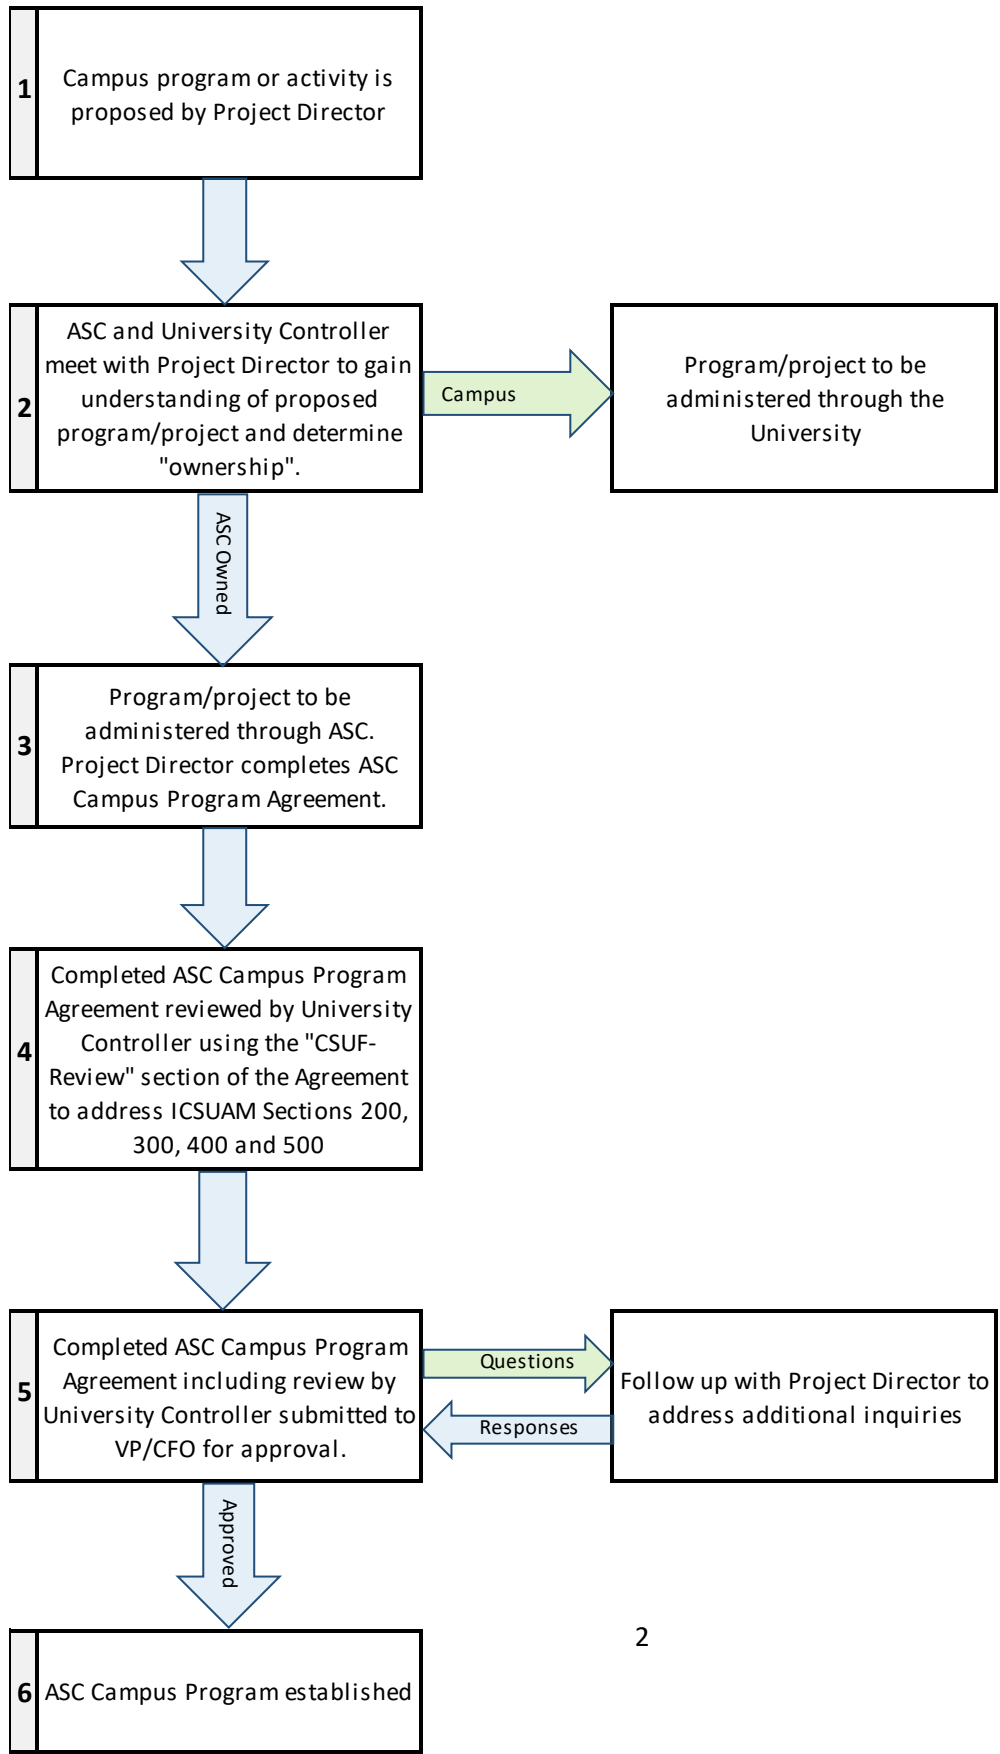 1
Campus program or activity is
proposed by Project Director
2
ASC and University Controller
meet with Project Director to gain
understanding of proposed
program/project and determine
"ownership".
Campus
Program/project to be
administered through the
University
ASC Owned
3
Program/project to be
administered through ASC.
Project Director completes ASC
Campus Program Agreement.
4
Completed ASC Campus Program
Agreement reviewed by University
Controller using the "CSUF-
Review" section of the Agreement
to address ICSUAM Sections 200,
300, 400 and 500
5
Completed ASC Campus Program
Agreement including review by
University Controller submitted to
VP/CFO for approval.
Questions
Responses
Follow up with Project Director to
address additional inquiries
Approved
6
ASC Campus Program established
2